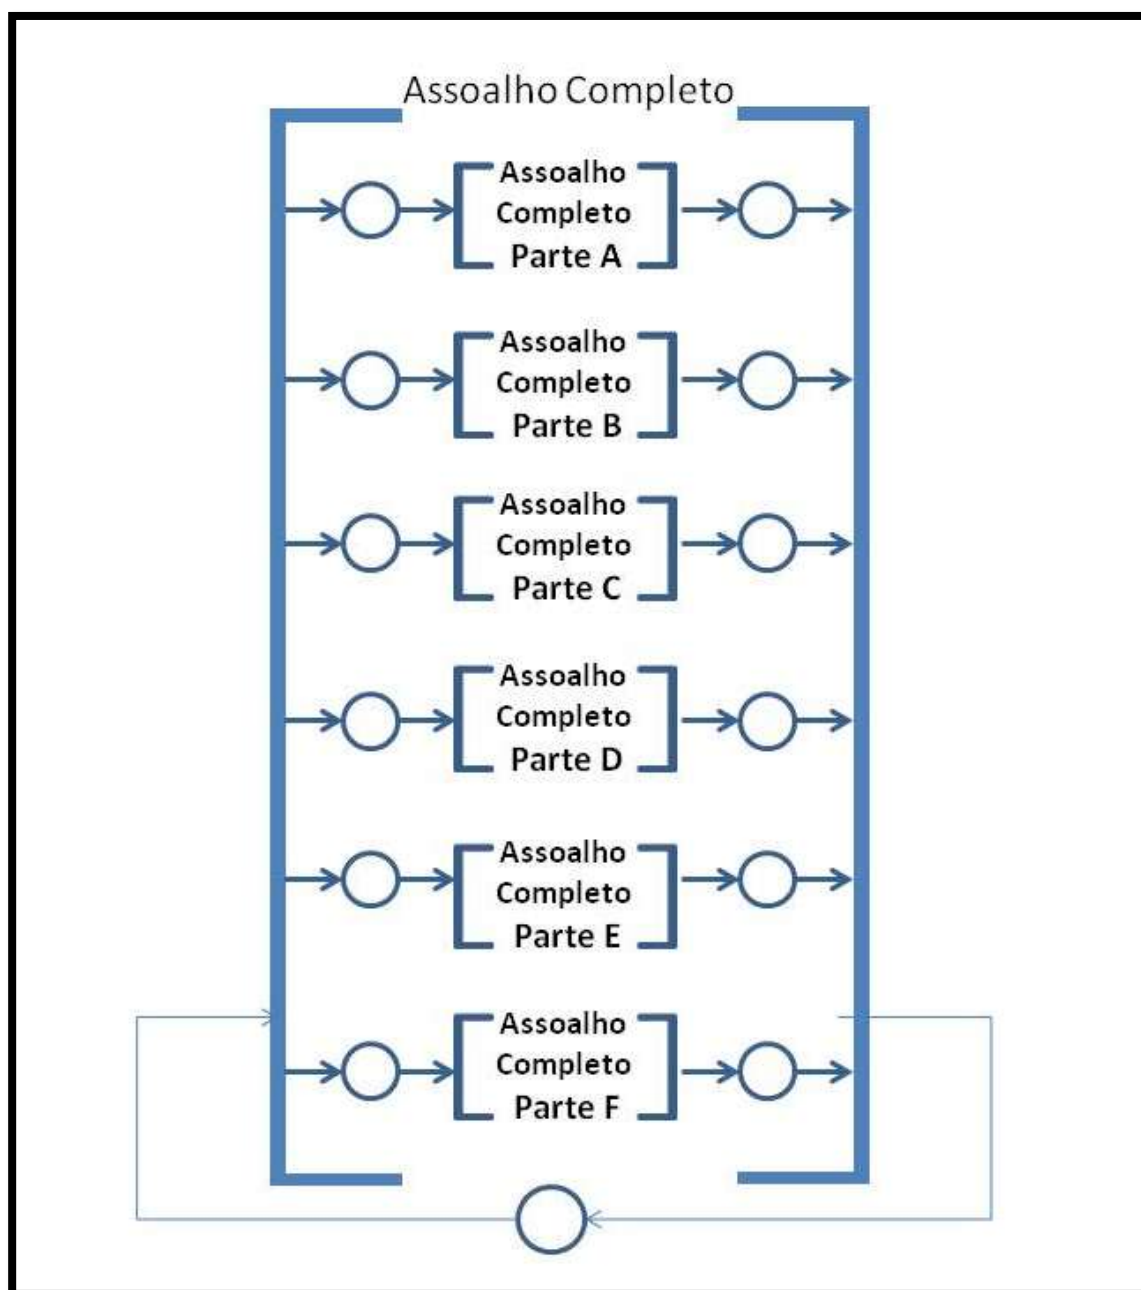 Assoalho Completo
Assoalho
Completo
Parte A
Assoalho
Completo
Parte B
Assoalho
Completo
Parte C
Assoalho
Completo
Parte D
Assoalho
Completo
Parte E
Assoalho
Completo
Parte F